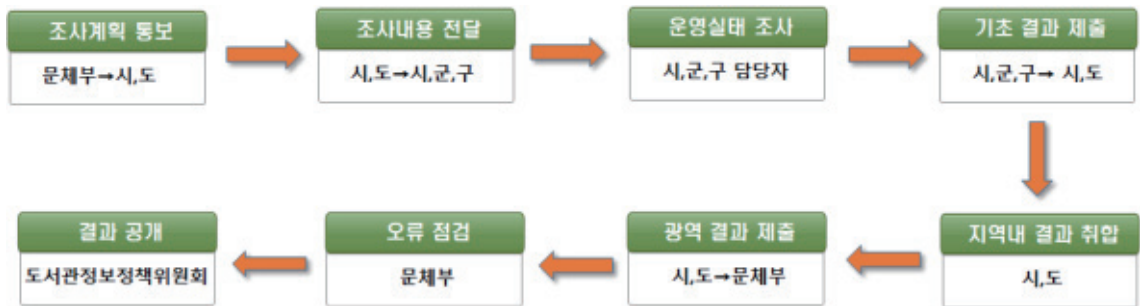 조사계획 통보
문체부→시,도
조사내용 전달
시,도→시,군,구
운영실태 조사
시,군,구 담당자
기초 결과 제출
시,군,구→ 시,도
지역내 결과 취합
시,도
광역 결과 제출
시,도→문체부
오류 점검
문체부
결과 공개
도서관정보정책위원회